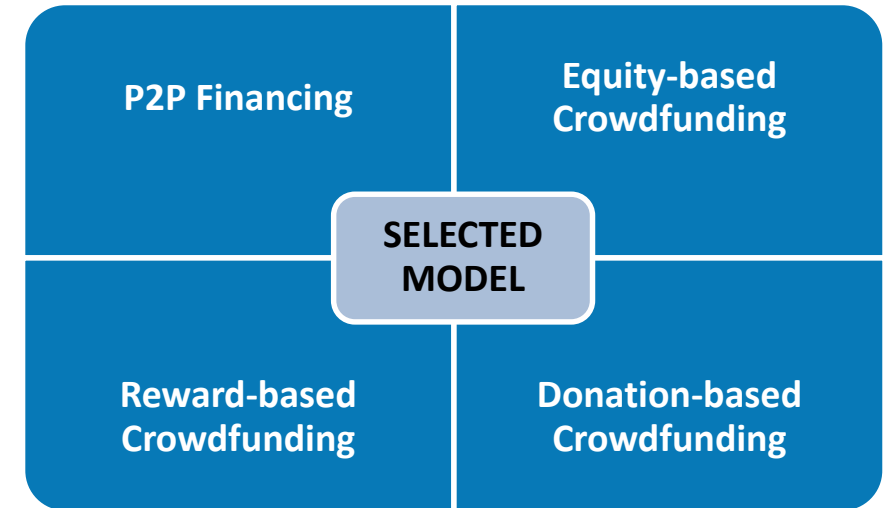 P2P Financing
Equity-based
Crowdfunding
SELECTED
MODEL
Reward-based
Crowdfunding
Donation-based
Crowdfunding